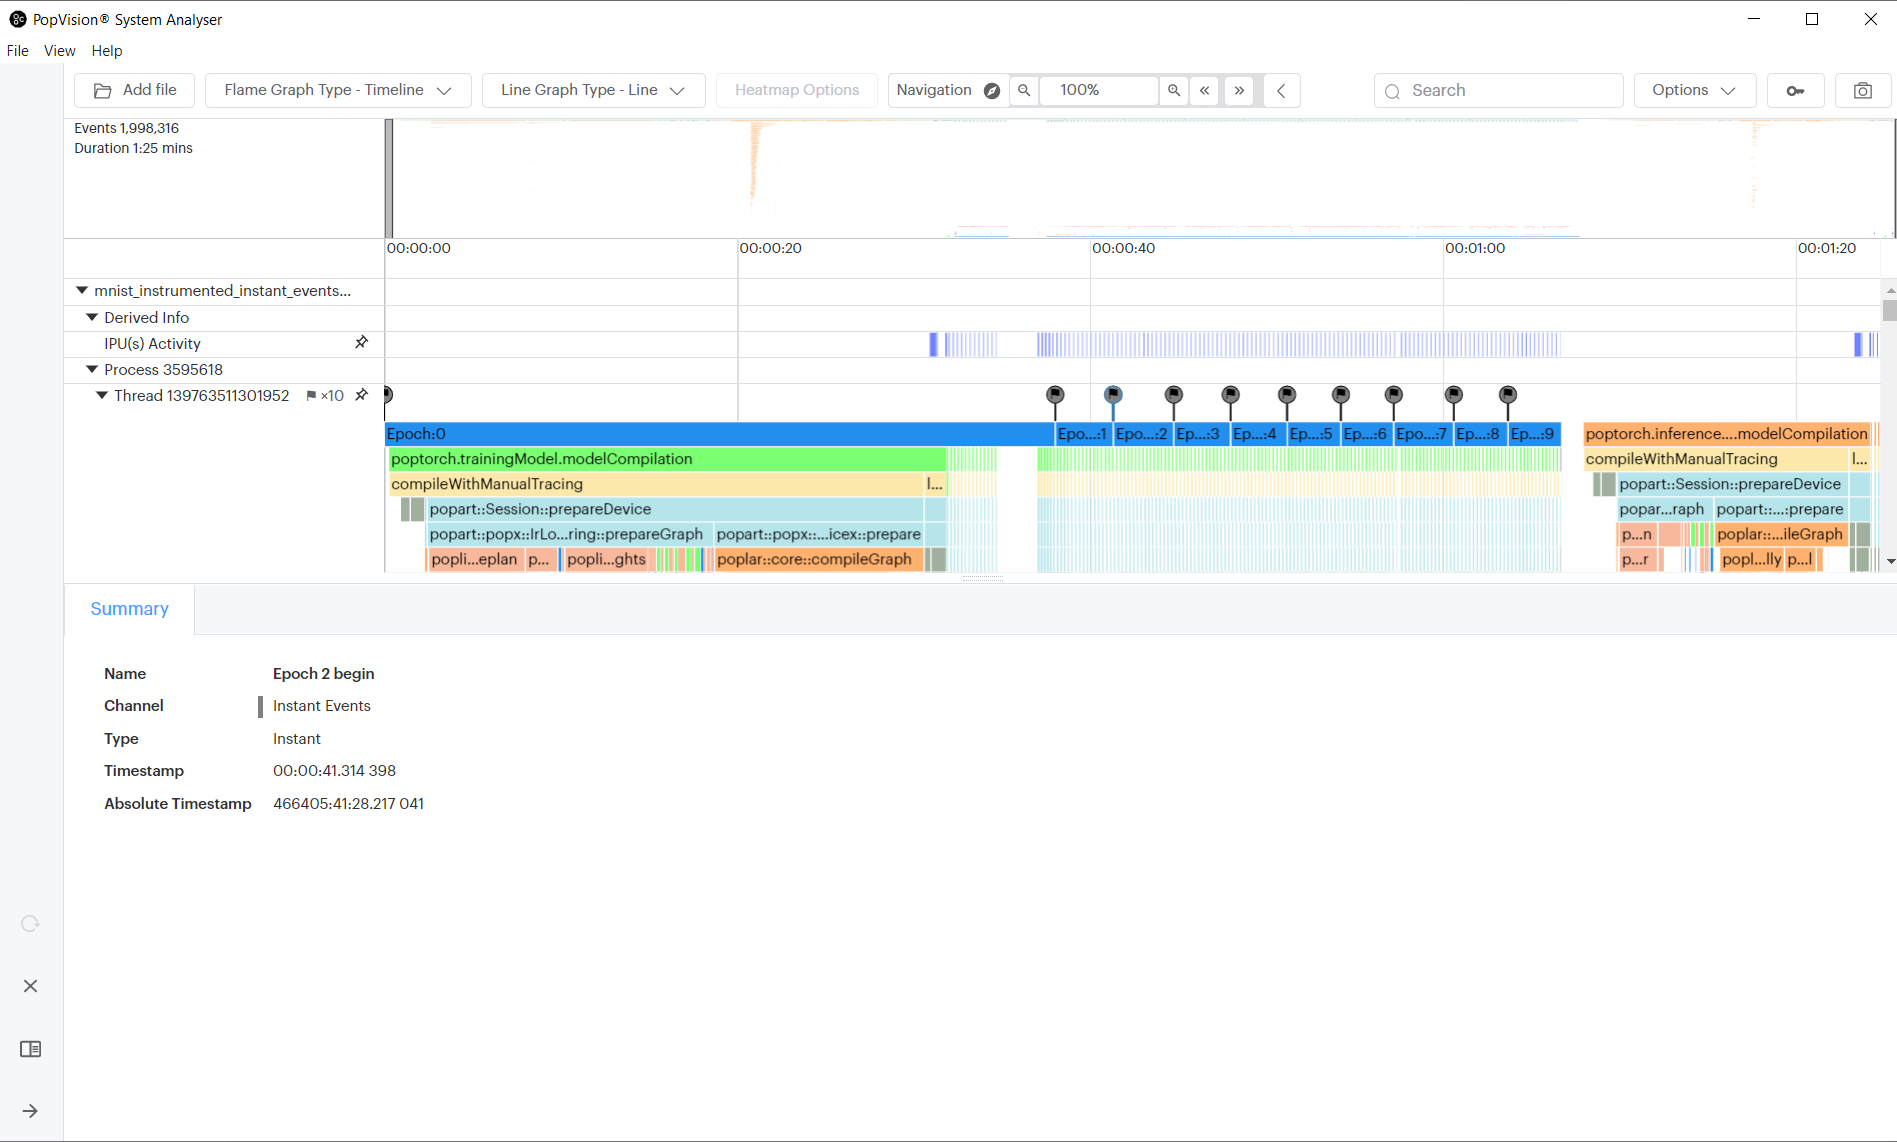 PopVision® System Analyser
File View Help
Add file
Flame Graph Type - Timeline
Line Graph Type - Line
Heatmap Options
Navigation
100%
Search
Options
Events 1,998,316
Duration 1:25 mins
00:00:00
00:00:20
00:00:40
00:01:00
00:01:20
mnist_instrumented_instant_events...
Derived Info
IPU(s) Activity
Process 3595618
Thread 139763511301952
×10
Epoch:0
Epo...:1
Epo...:2
Ep...:3
Ep...:4
Ep...:5
Ep...:6
Epo...:7
Ep...:8
Ep...:9
poptorch.inference....modelCompilation
poptorch.trainingModel.modelCompilation
compileWithManualTracing
l...
compileWithManualTracing
l...
popart::Session::prepareDevice
popart::Session::prepareDevice
popart::popx::IrLo...ring::prepareGraph
popart::popx::...icex::prepare
popar...raph
popart::...:prepare
p...n
poplar::...ileGraph
popli...eplan
p...
popli...ghts
poplar::core::compileGraph
p...r
popl...lly
p...l
Summary
Name Epoch 2 begin
Channel Instant Events
Type Instant
Timestamp 00:00:41.314 398
Absolute Timestamp 466405:41:28.217 041